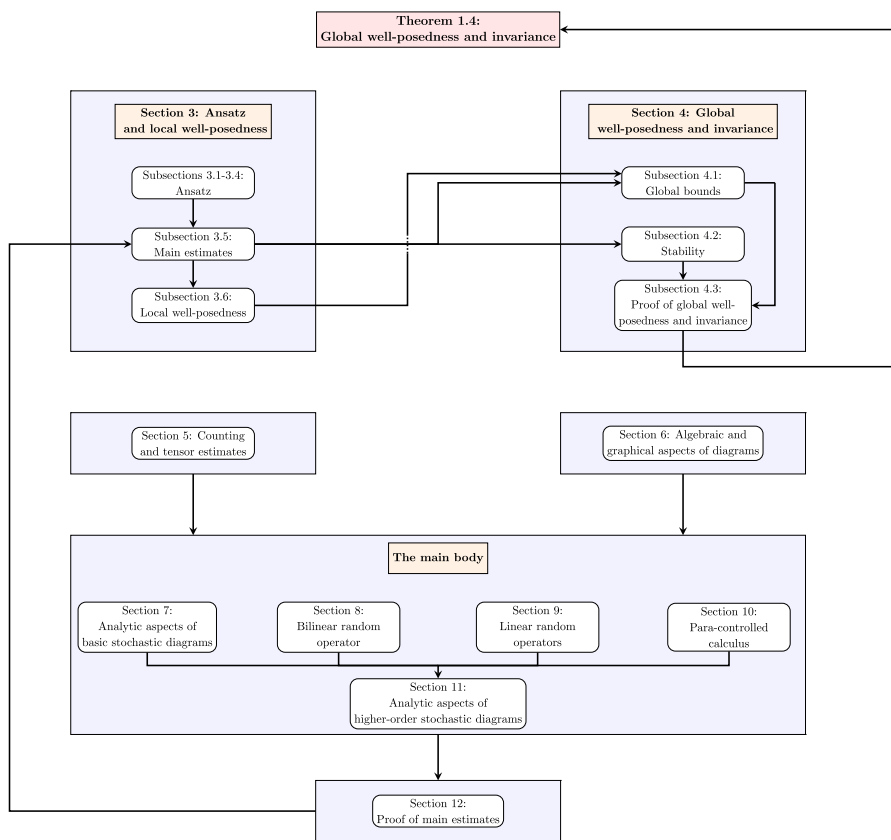 Theorem 1.4:
Global well-posedness and invariance
Section 3: Ansatz
and local well-posedness
Subsections 3.1-3.4:
Ansatz
Subsection 3.5:
Main estimates
Subsection 3.6:
Local well-posedness
Section 4: Global
well-posedness and invariance
Subsection 4.1:
Global bounds
Subsection 4.2:
Stability
Subsection 4.3:
Proof of global well-
posedness and invariance
Section 5: Counting
and tensor estimates
Section 6: Algebraic and
graphical aspects of diagrams
The main body
Section 7:
Analytic aspects of
basic stochastic diagrams
Section 8:
Bilinear random
operator
Section 9:
Linear random
operators
Section 10:
Para-controlled
calculus
Section 11:
Analytic aspects of
higher-order stochastic diagrams
Section 12:
Proof of main estimates